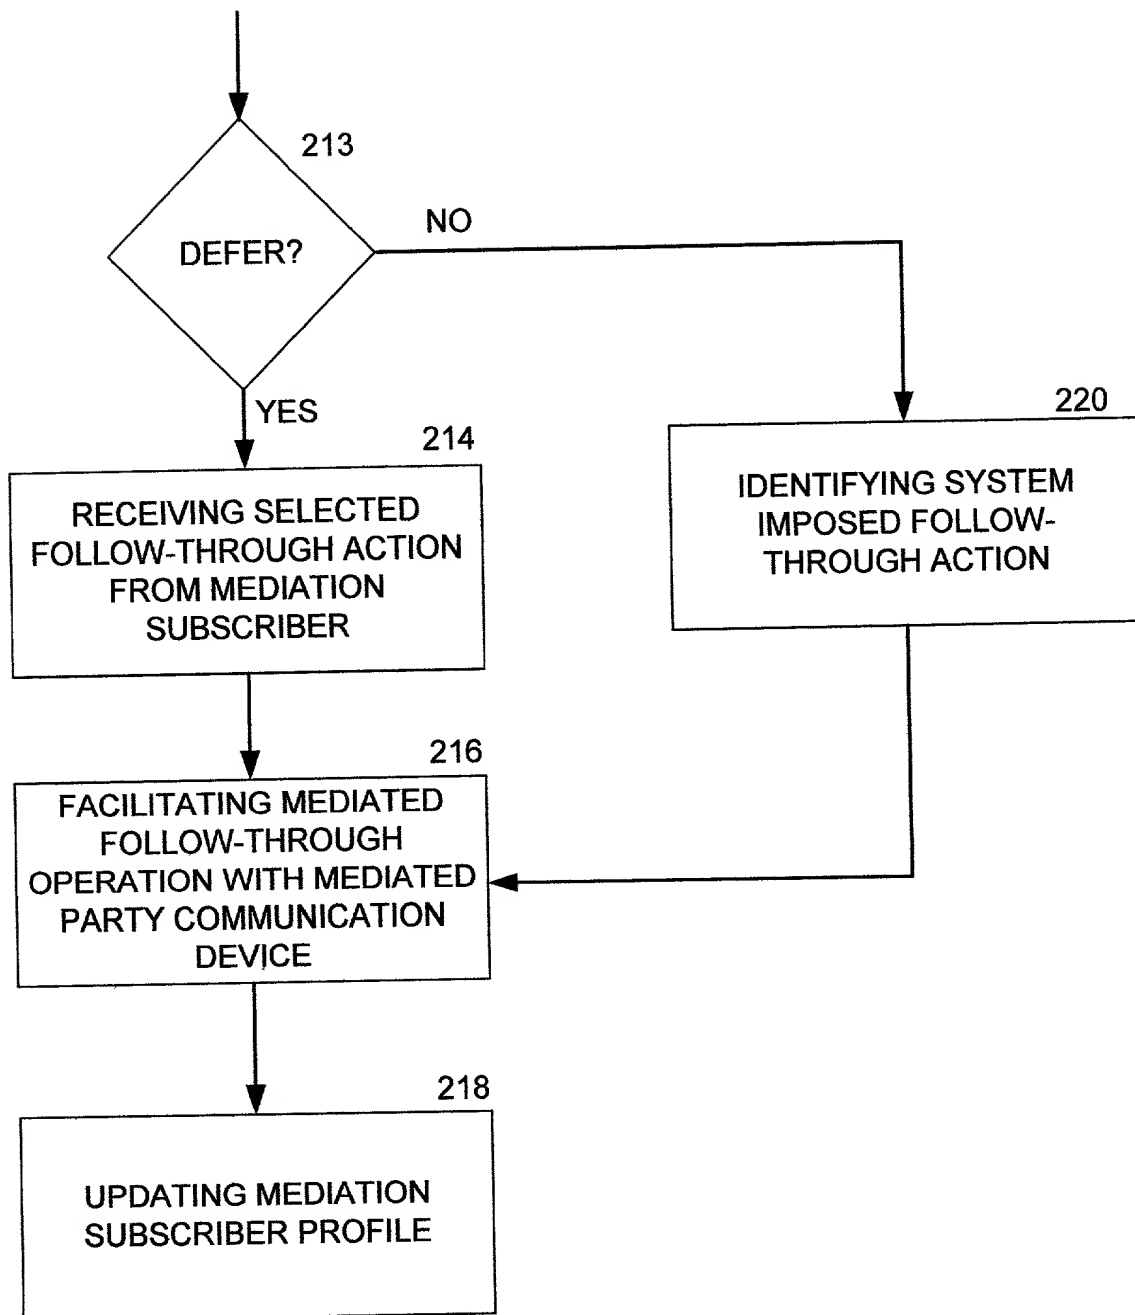 213
DEFER?
NO
YES
214
RECEIVING SELECTED
FOLLOW-THROUGH ACTION
FROM MEDIATION
SUBSCRIBER
220
IDENTIFYING SYSTEM
IMPOSED FOLLOW-
THROUGH ACTION
216
FACILITATING MEDIATED
FOLLOW-THROUGH
OPERATION WITH MEDIATED
PARTY COMMUNICATION
DEVICE
218
UPDATING MEDIATION
SUBSCRIBER PROFILE